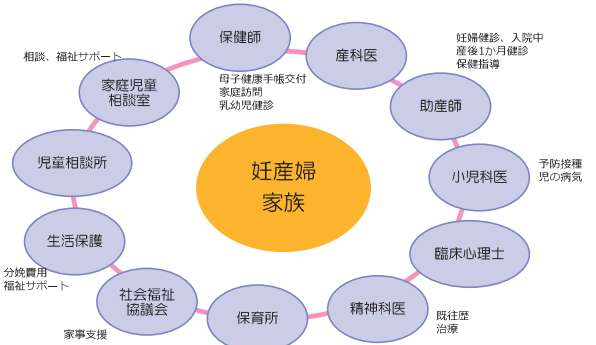 保健師
産科医
妊婦健診、入院中
産後1か月健診
保健指導
相談、福祉サポート
母子健康手帳交付
家庭訪問
乳幼児健診
家庭児童
相談室
助産師
児童相談所
妊産婦
家族
小児科医
予防接種
児の病気
生活保護
臨床心理士
分娩費用
福祉サポート
社会福祉
協議会
保育所
精神科医
既往歴
治療
家事支援